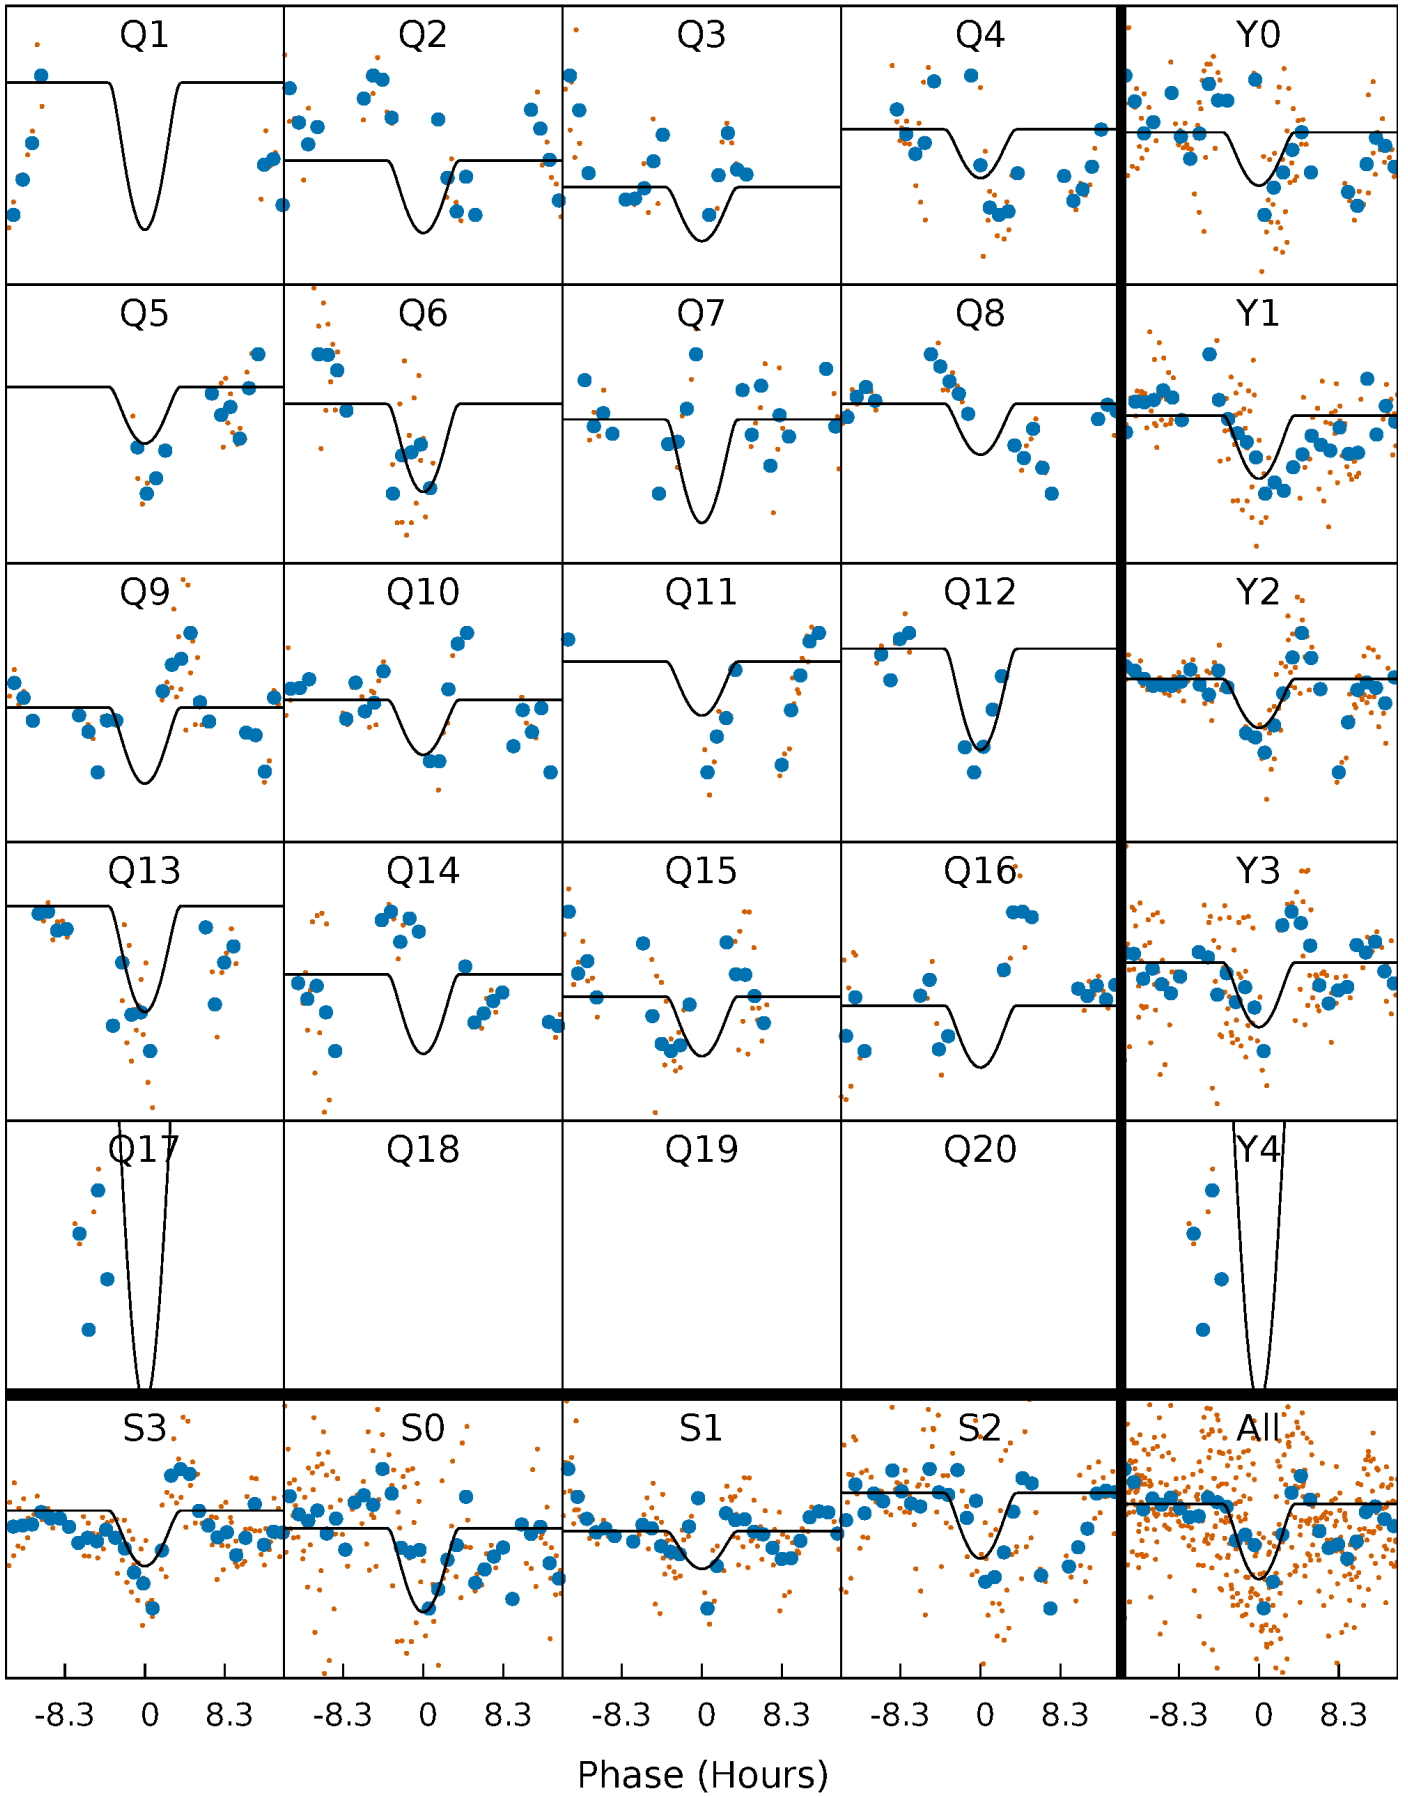 Q1 Q2 Q3 Q4 Y0
Q5 Q6 Q7 Q8 Y1
Q9 Q10 Q11 Q12 Y2
Q13 Q14 Q15 Q16 Y3
Q17 Q18 Q19 Q20 Y4
S3 S0 S1 S2 All
-8.3 0 8.3 -8.3 0 8.3 -8.3 0 8.3 -8.3 0 8.3 -8.3 0 8.3
Phase (Hours)